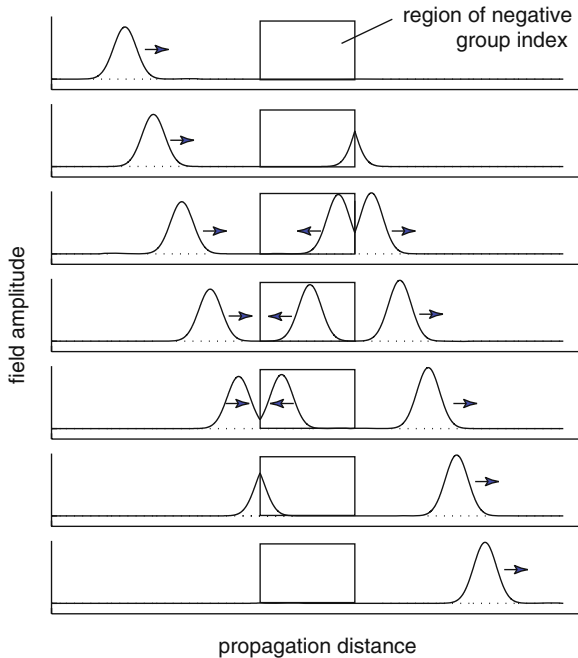 region of negative
group index
field amplitude
propagation distance